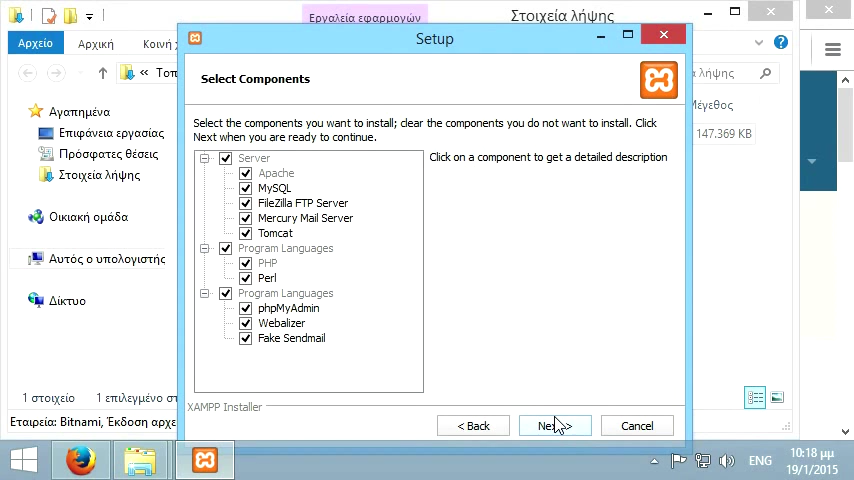 Εργαλεία εφαρμογών
Στοιχεία λήψης
Setup
Αρχείο
Αρχική
Κοινή
Select Components
« Τοπ
λήψης
Αγαπημένα
Επιφάνεια εργασίας
Πρόσφατες θέσεις
Στοιχεία λήψης
Οικιακή ομάδα
Αυτός ο υπολογιστής
Δίκτυο
Μέγεθος
147.369 KB
Select the components you want to install; clear the components you do not want to install. Click
Next when you are ready to continue.
Server
Apache
MySQL
FileZilla FTP Server
Mercury Mail Server
Tomcat
Program Languages
PHP
Perl
Program Languages
phpMyAdmin
Webalizer
Fake Sendmail
Click on a component to get a detailed description
XAMPP Installer
< Back
Cancel
1 στοιχείο
1 επιλεγμένο στ
Εταιρεία: Bitnami, Έκδοση αρχε
ENG
10:18 μμ
19/1/2015